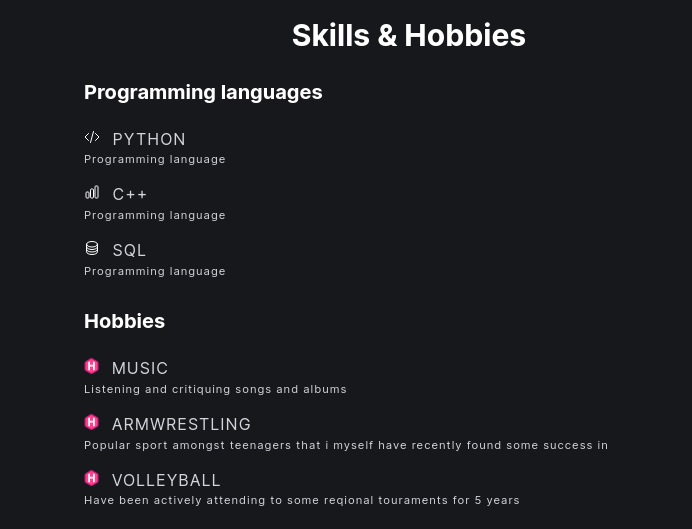 Skills & Hobbies
Programming languages
PYTHON
Programming language
C++
Programming language
SQL
Programming language
Hobbies
MUSIC
Listening and critiquing songs and albums
ARMWRESTLING
Popular sport amongst teenagers that i myself have recently found some success in
VOLLEYBALL
Have been actively attending to some reqional touraments for 5 years